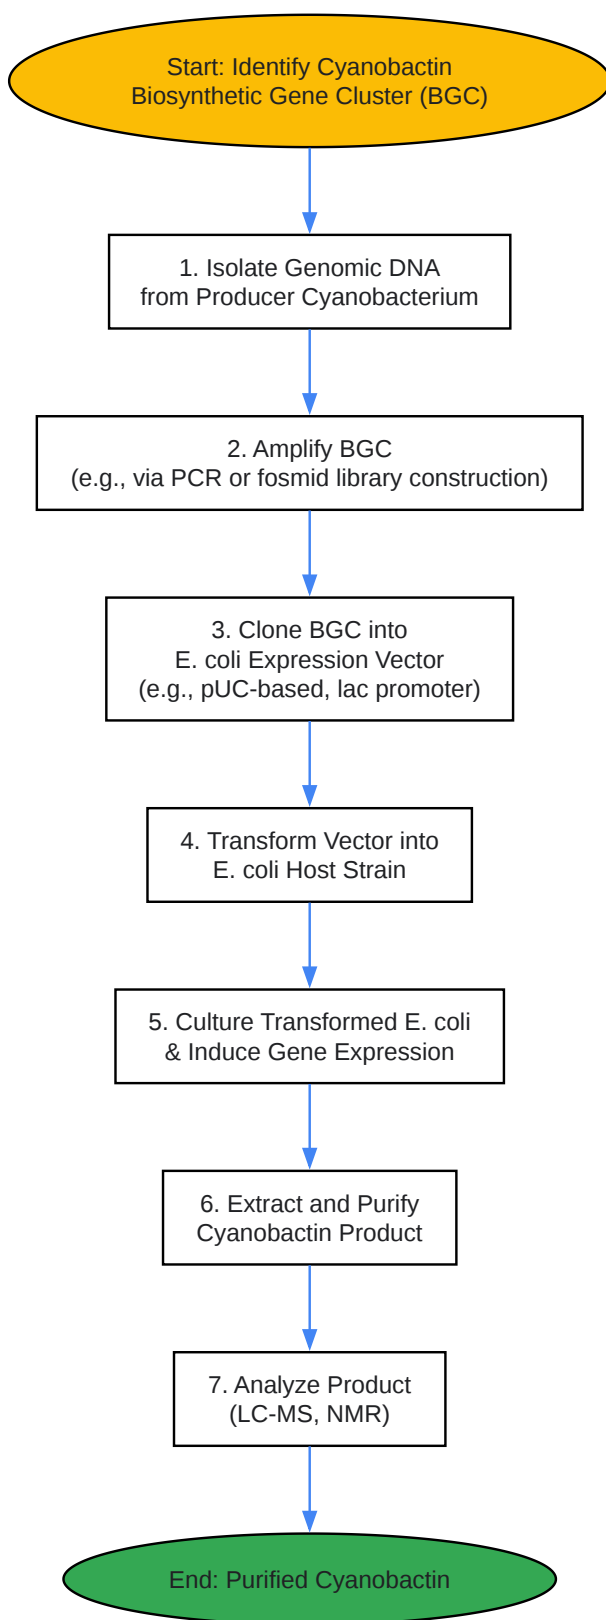 Start: Identify Cyanobactin
Biosynthetic Gene Cluster (BGC)
1. Isolate Genomic DNA
from Producer Cyanobacterium
2. Amplify BGC
(e.g., via PCR or fosmid library construction)
3. Clone BGC into
E. coli Expression Vector
(e.g., pUC-based, lac promoter)
4. Transform Vector into
E. coli Host Strain
5. Culture Transformed E. coli
& Induce Gene Expression
6. Extract and Purify
Cyanobactin Product
7. Analyze Product
(LC-MS, NMR)
End: Purified Cyanobactin